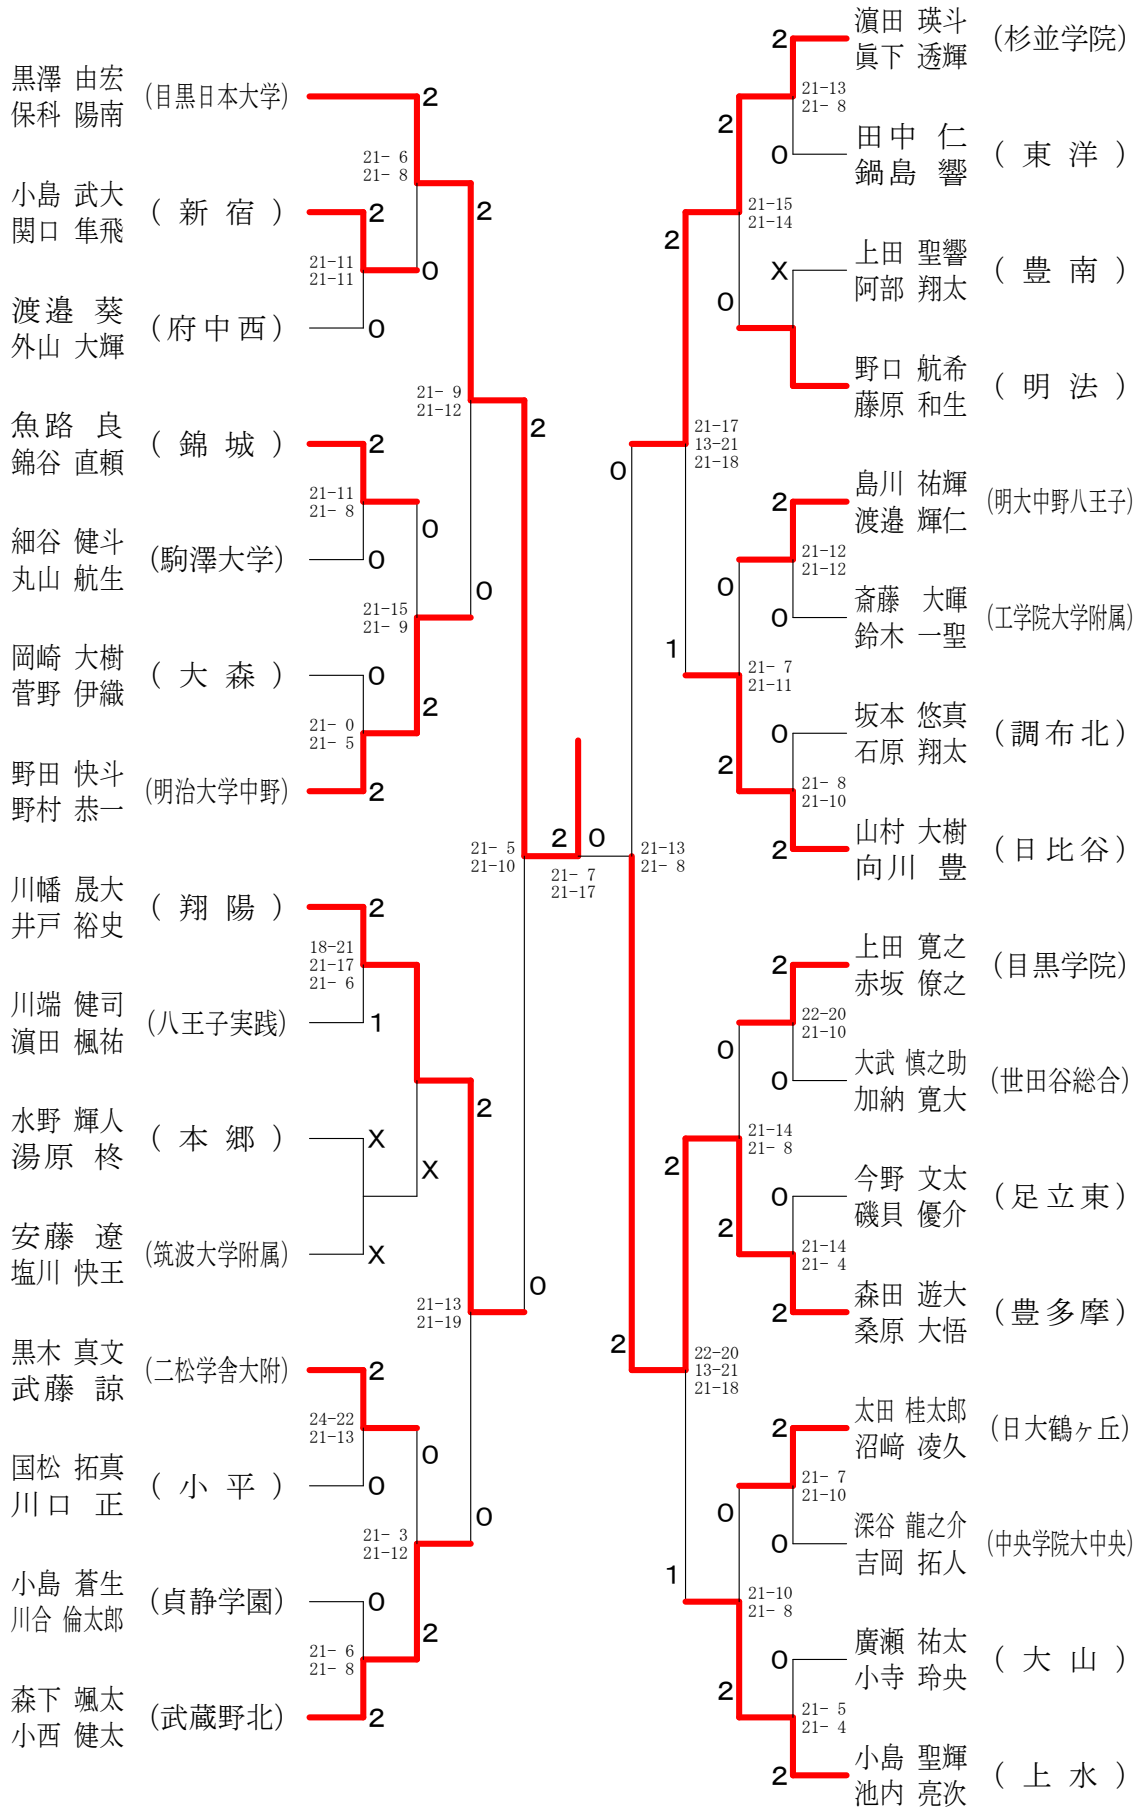 黒澤 由宏
保科 陽南
(目黒日本大学)
2
21- 6
21- 8
小島 武大
関口 隼飛
( 新 宿 )
2
2
0
21-11
21-11
渡邉 葵
外山 大輝
(府中西)
0
21- 9
21-12
2
魚路 良
錦谷 直頼
( 錦 城 )
2
21-11
21- 8
0
細谷 健斗
丸山 航生
(駒澤大学)
0
0
21-15
21- 9
岡崎 大樹
菅野 伊織
( 大 森 )
0
2
21- 0
21- 5
野田 快斗
野村 恭一
(明治大学中野)
2
21- 5
21-10
川幡 晟大
井戸 裕史
( 翔 陽 )
2
18-21
21-17
21- 6
川端 健司
濵田 楓祐
(八王子実践)
1
2
水野 輝人
湯原 柊
( 本 郷 )
X
X
安藤 遼
塩川 快王
(筑波大学附属)
X
0
21-13
21-19
黒木 真文
武藤 諒
(二松学舎大附)
2
24-22
21-13
0
国松 拓真
川口 正
( 小 平 )
0
0
21- 3
21-12
小島 蒼生
川合 倫太郎
(貞静学園)
0
2
21- 6
21- 8
森下 颯太
小西 健太
(武蔵野北)
2
2 0
21- 7
21-17
2
濵田 瑛斗
眞下 透輝
(杉並学院)
21-13
21- 8
2
0
田中 仁
鍋島 響
( 東 洋 )
21-15
21-14
2
X
上田 聖響
阿部 翔太
( 豊 南 )
0
野口 航希
藤原 和生
( 明 法 )
21-17
13-21
21-18
0
2
島川 祐輝
渡邉 輝仁
(明大中野八王子)
21-12
21-12
0
0
斎藤 大暉
鈴木 一聖
(工学院大学附属)
1
21- 7
21-11
0
坂本 悠真
石原 翔太
(調布北)
2
21- 8
21-10
2
山村 大樹
向川 豊
(日比谷)
21-13
21- 8
2
上田 寛之
赤坂 僚之
(目黒学院)
22-20
21-10
0
0
大武 慎之助
加納 寛大
(世田谷総合)
21-14
21- 8
2
0
今野 文太
磯貝 優介
(足立東)
2
21-14
21- 4
2
森田 遊大
桑原 大悟
(豊多摩)
2
22-20
13-21
21-18
2
太田 桂太郎
沼﨑 凌久
(日大鶴ヶ丘)
21- 7
21-10
0
0
深谷 龍之介
吉岡 拓人
(中央学院大中央)
1
21-10
21- 8
0
廣瀬 祐太
小寺 玲央
( 大 山 )
2
21- 5
21- 4
2
小島 聖輝
池内 亮次
( 上 水 )